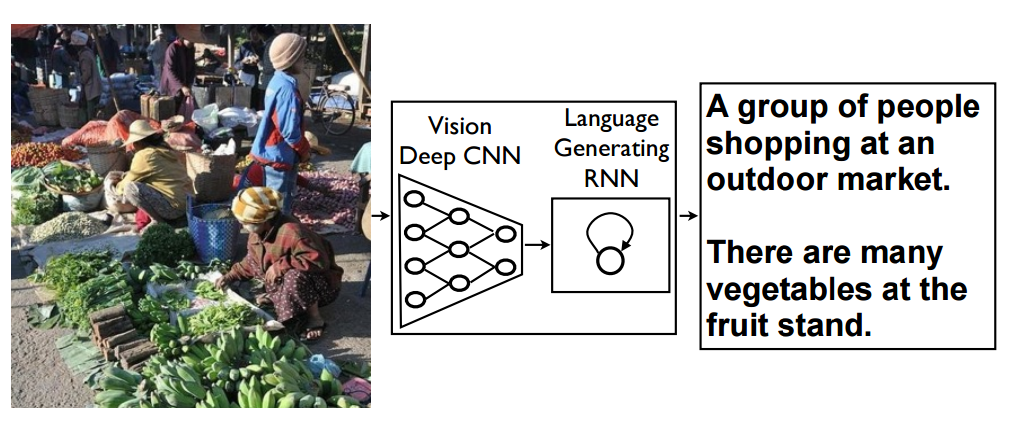 Vision
Deep CNN
Language
Generating
RNN
A group of people
shopping at an
outdoor market.
There are many
vegetables at the
fruit stand.